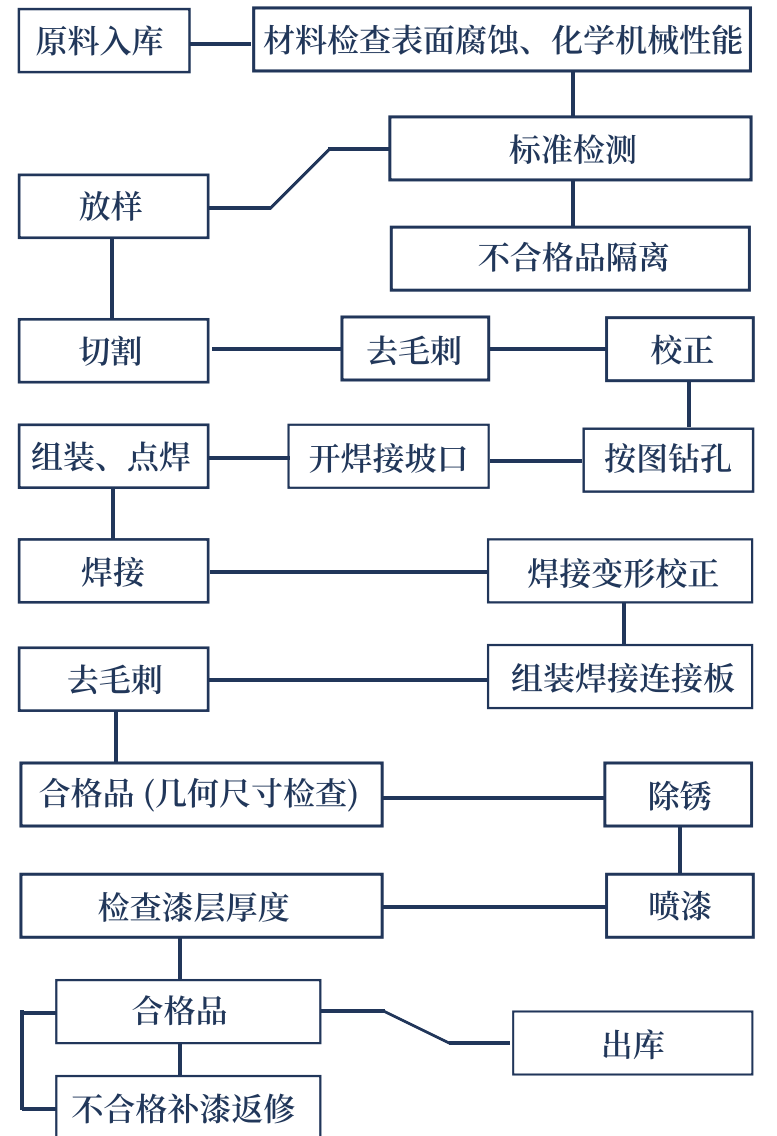 原料入库
材料检查表面腐蚀、化学机械性能
标准检测
放样
不合格品隔离
切割
去毛刺
校正
组装、点焊
开焊接坡口
按图钻孔
焊接
焊接变形校正
去毛刺
组装焊接连接板
合格品 (几何尺寸检查)
除锈
检查漆层厚度
喷漆
合格品
出库
不合格补漆返修